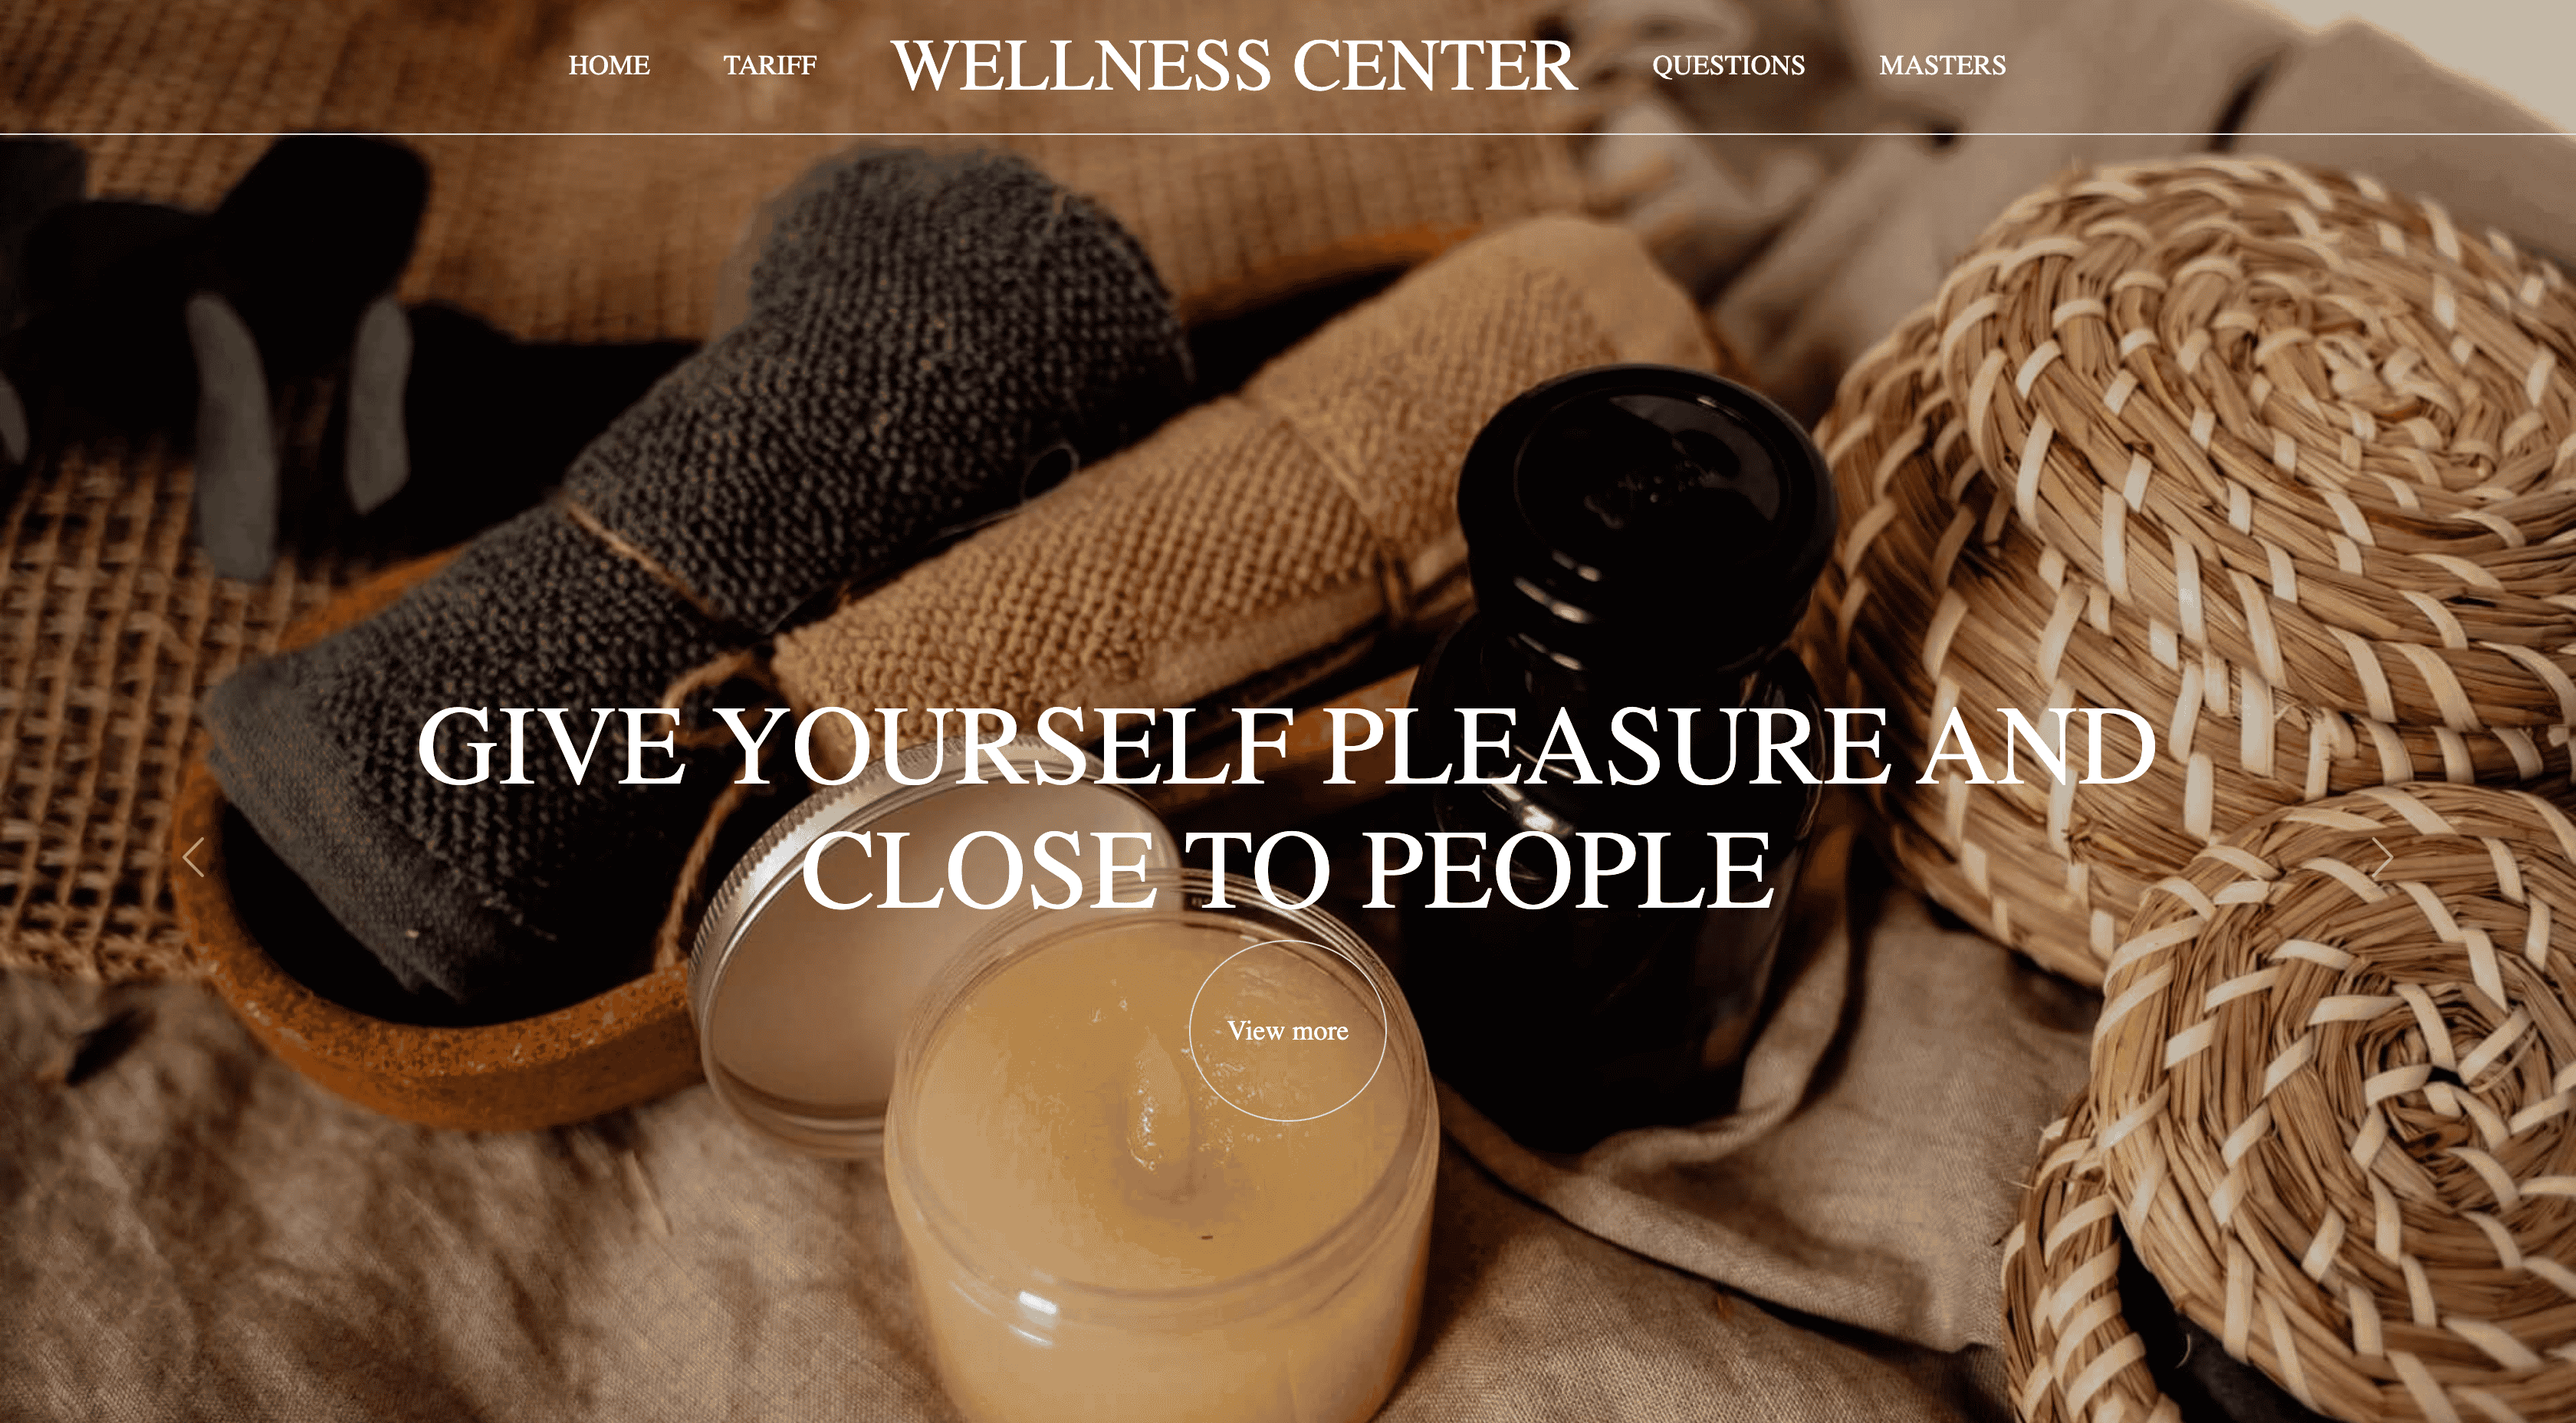 HOME TARIFF WELLNESS CENTER QUESTIONS MASTERS
GIVE YOURSELF PLEASURE AND
CLOSE TO PEOPLE
View more